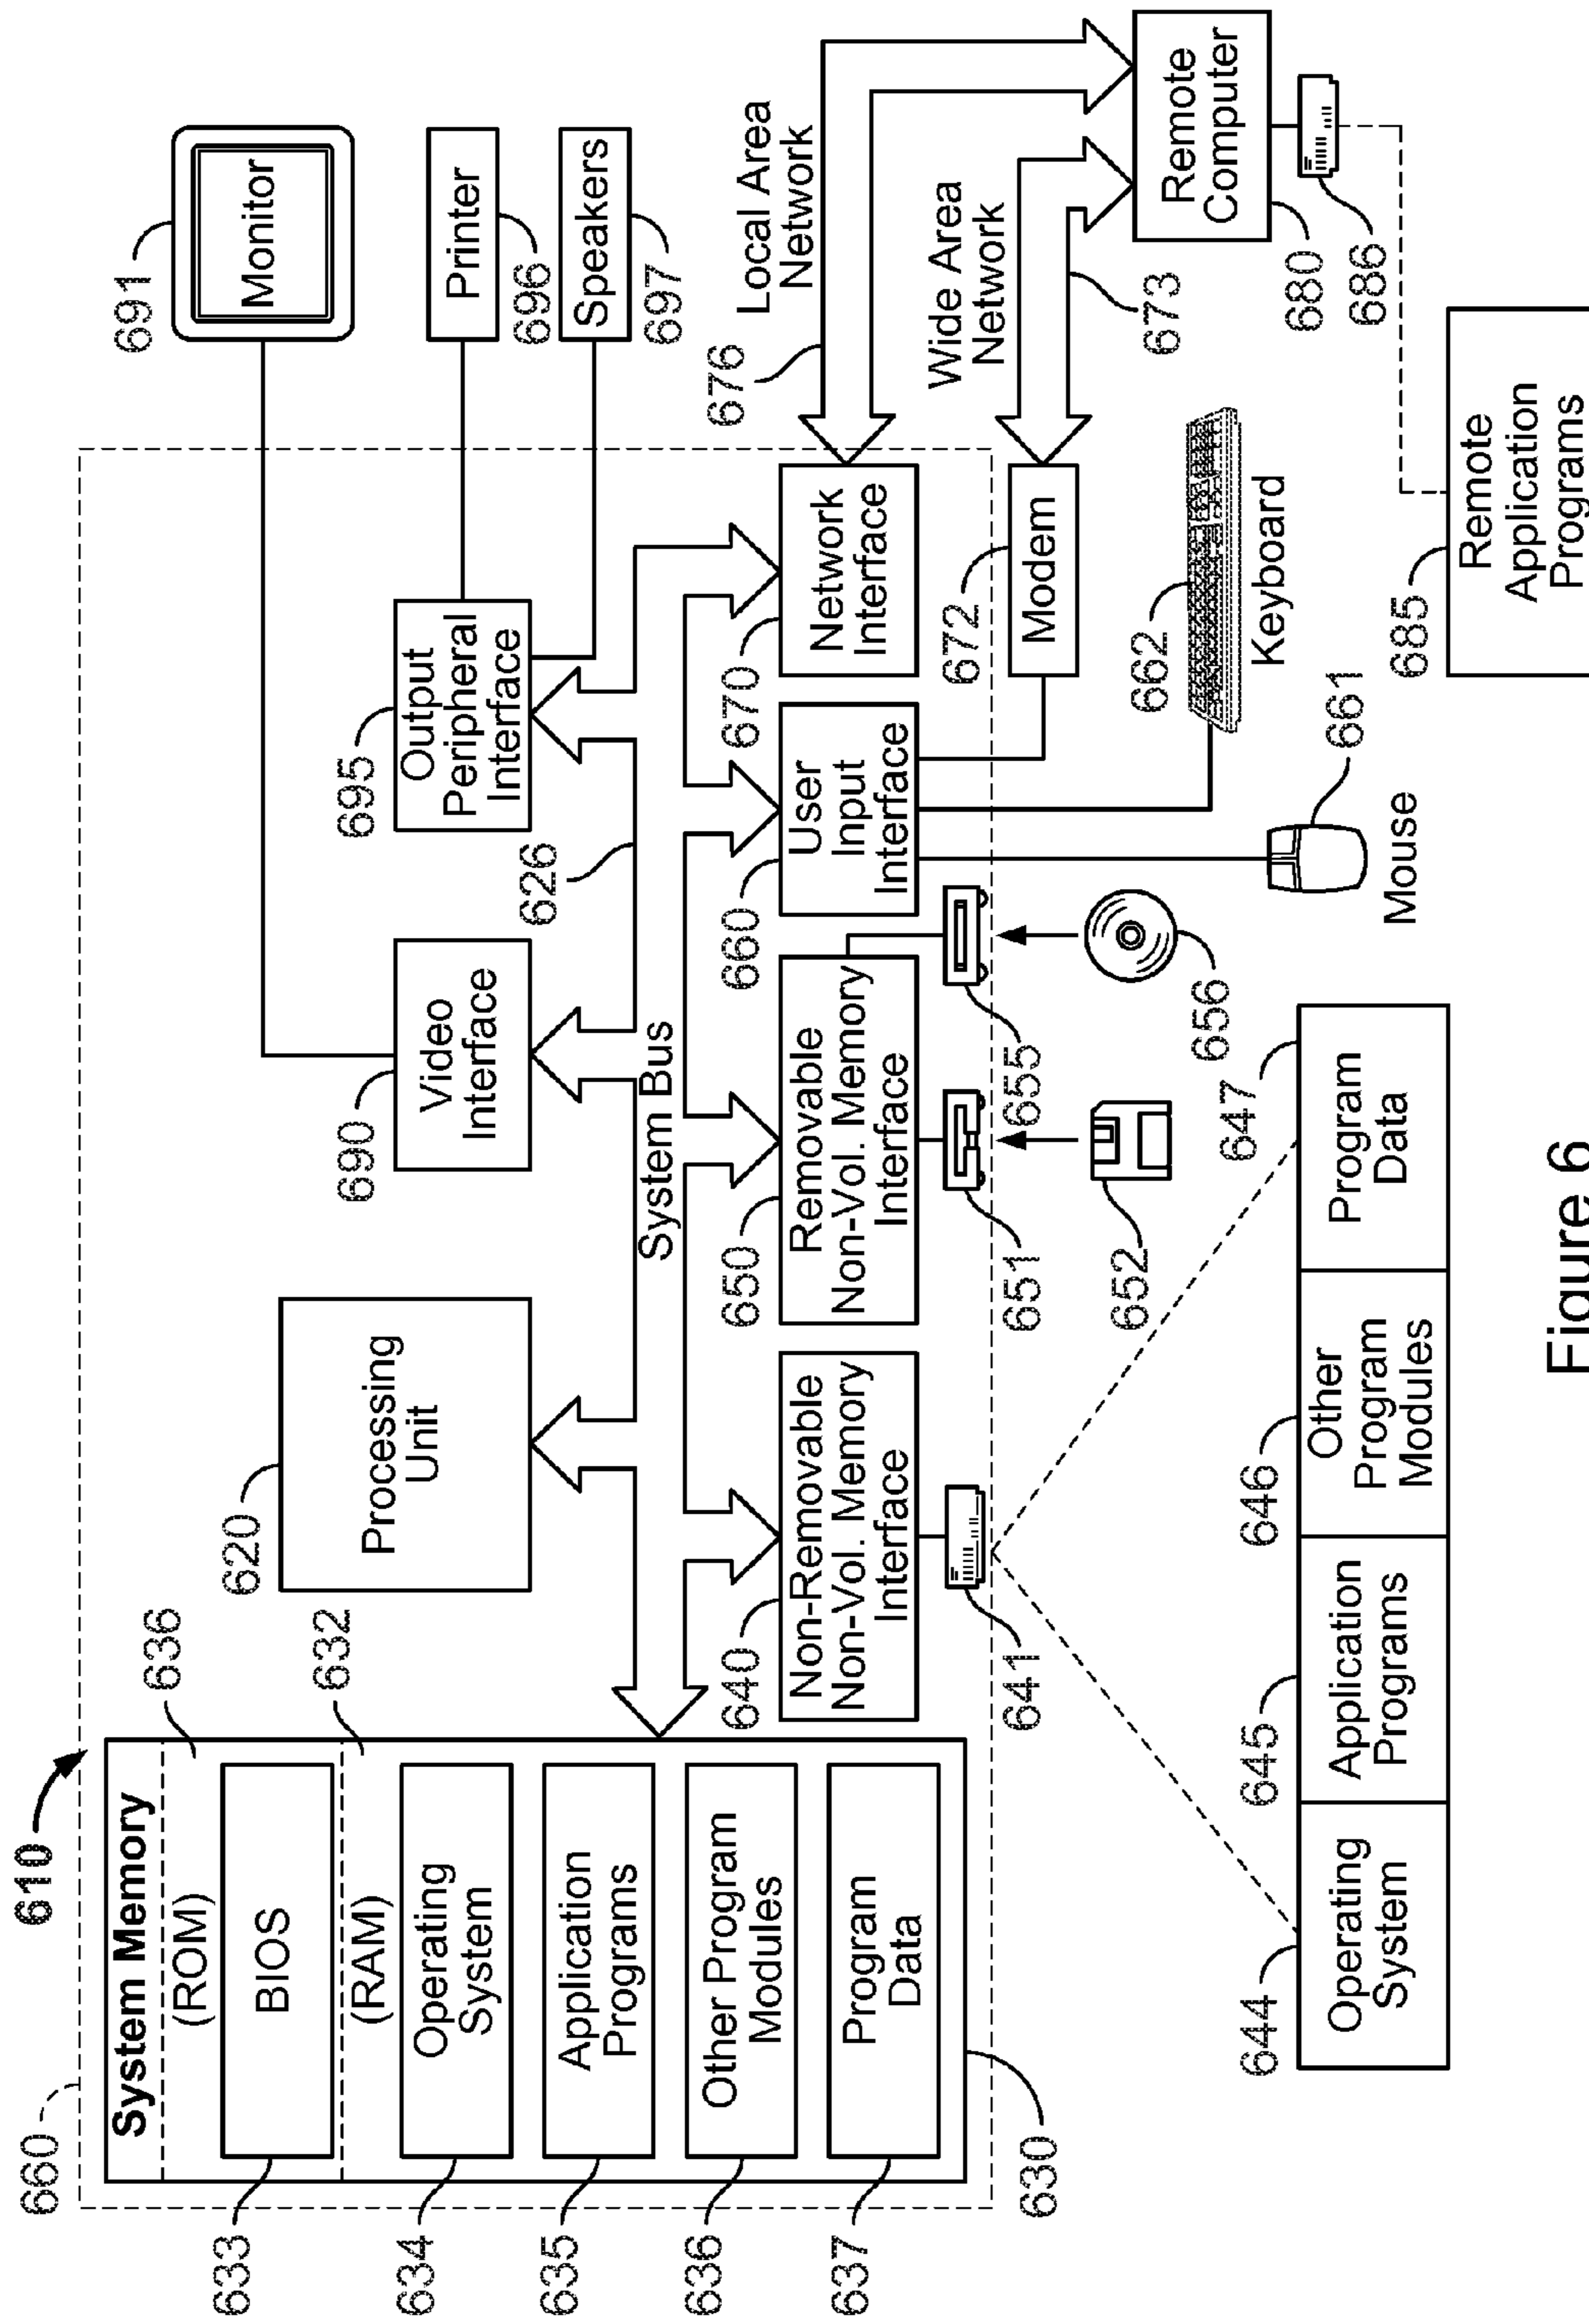 610
660
System Memory
(ROM)
636
BIOS
633
(RAM)
632
Operating
System
634
Application
Programs
635
Other Program
Modules
636
Program
Data
637
630
620
Processing
Unit
690
Video
Interface
695
Output
Peripheral
Interface
691
Monitor
Printer
696
Speakers
697
System Bus
626
640
Non-Removable
Non-Vol. Memory
Interface
650
Removable
Non-Vol. Memory
Interface
660
User
Input
Interface
670
Network
Interface
676
Local Area
Network
Wide Area
Network
673
641
651
655
652
656
672
Modem
Remote
Computer
680
686
662
Keyboard
661
Mouse
644
Operating
System
645
Application
Programs
646
Other
Program
Modules
647
Program
Data
685
Remote
Application
Programs
Figure 6